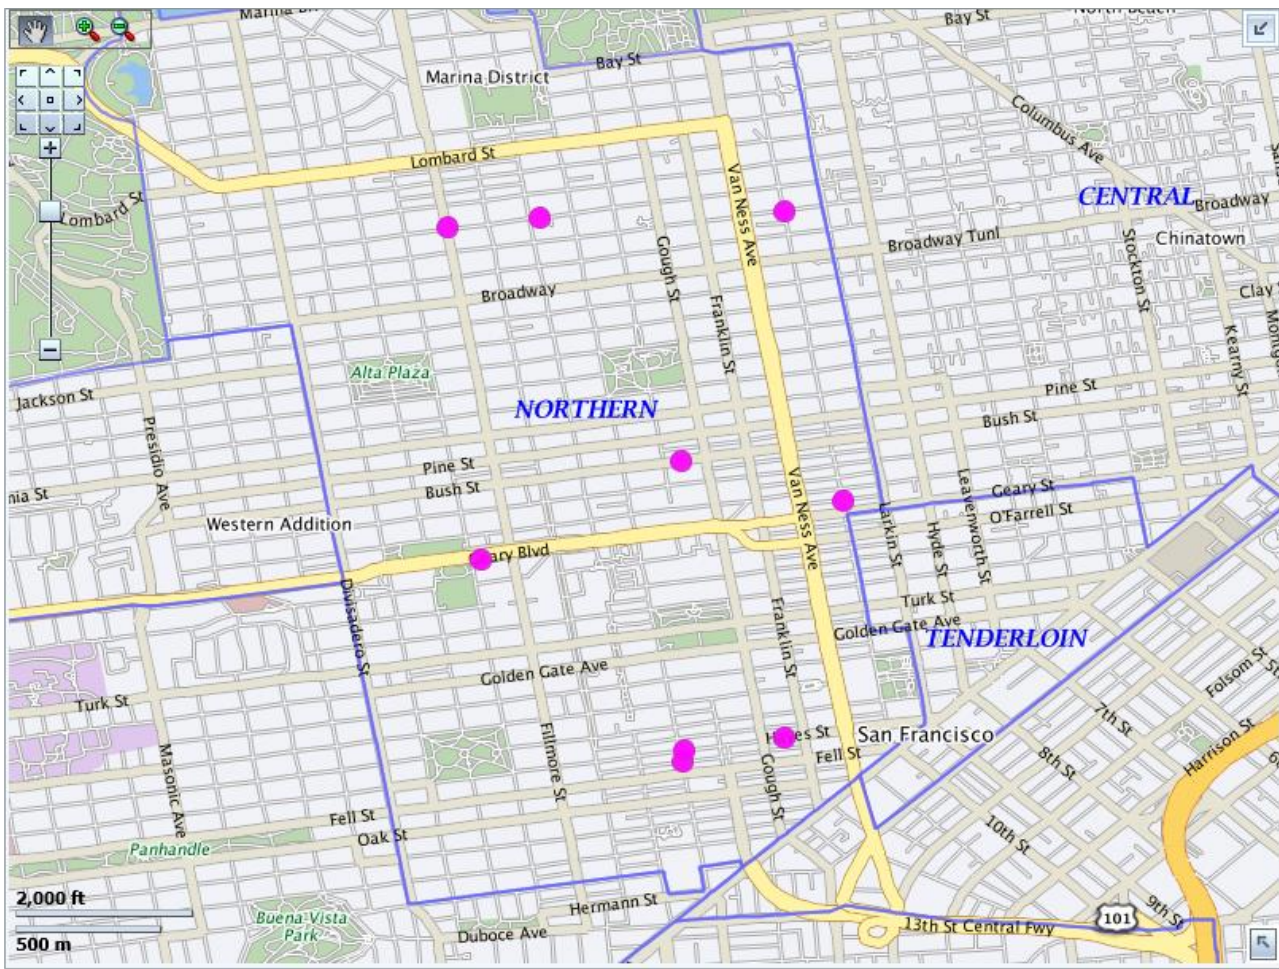 Bay St
Marina District
Bay St
Columbus Ave
Lombard St
Van Ness Ave
CENTRAL
Lombard St
Broadway
Broadway Tunl
Chinatown
Gough St
Stockton St
Broadway
Franklin St
Clay
Kearny St
Alta Plaza
Jackson St
Pine St
NORTHERN
Bush St
Presidio Ave
Pine St
Bush St
Van Ness Ave
Leavenworth St
Geary St
O'Farrell St
Western Addition
Larkin St
Hyde St
ary Blvd
Divisadero St
Franklin St
Turk St
Golden Gate Ave
TENDERLOIN
Golden Gate Ave
Turk St
Folsom St
7th St
Fillmore St
H es St
San Francisco
Fell St
Harrison St
8th St
Masonic Ave
Gough St
Fell St
Oak St
10th St
Panhandle
2,000 ft
Hermann St
9th St
Buena Vista
Park
101
13th St Central Fwy
Duboce Ave
500 m